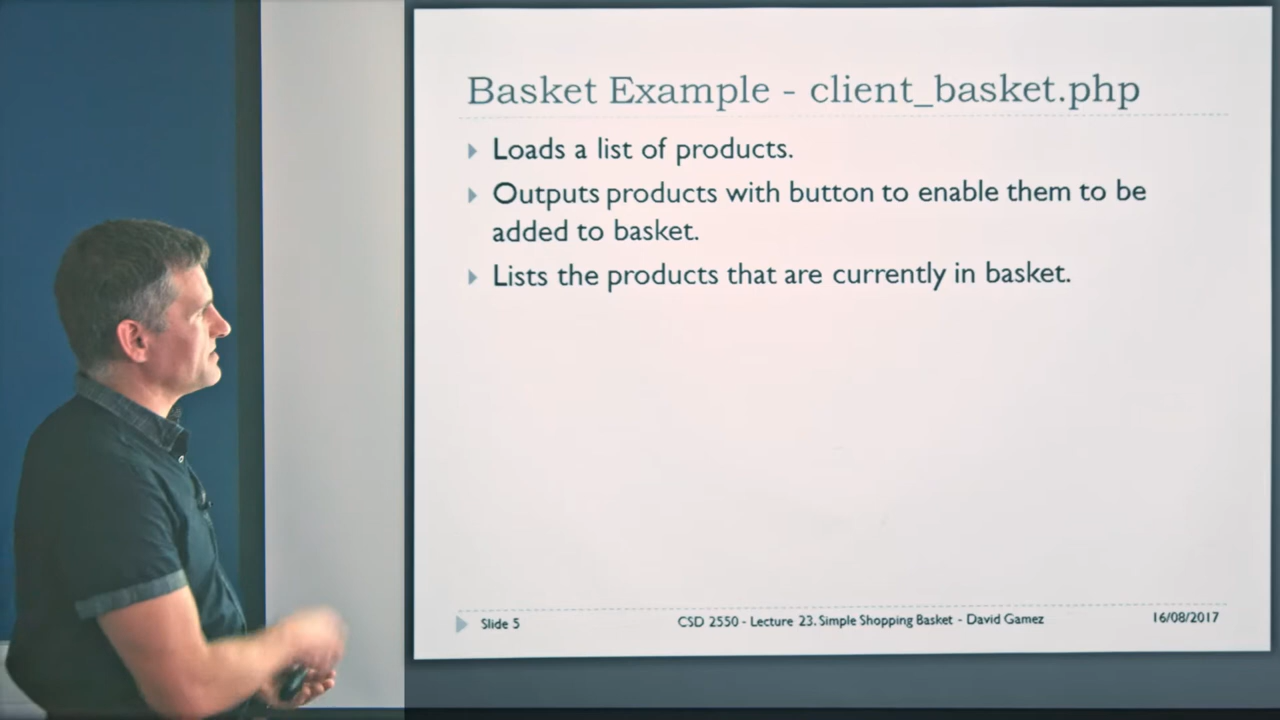 Basket Example - client_basket.php
Loads a list of products.
Outputs products with button to enable them to be
added to basket.
Lists the products that are currently in basket.
Slide 5
CSD 2550 - Lecture 23. Simple Shopping Basket - David Gamez
16/08/2017